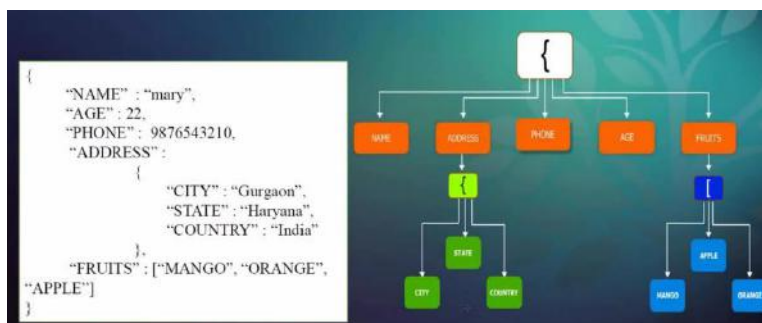 {
“NAME” : “mary”,
“AGE” : 22,
“PHONE” : 9876543210,
“ADDRESS” :
{
“CITY” : “Gurgaon”,
“STATE” : “Haryana”,
“COUNTRY” : “India”
},
“FRUITS” : [“MANGO”, “ORANGE”,
“APPLE”]
}
{
NAME ADDRESS PHONE AGE FRUITS
{ [
STATE APPLE
CITY COUNTRY MANGO ORANGE